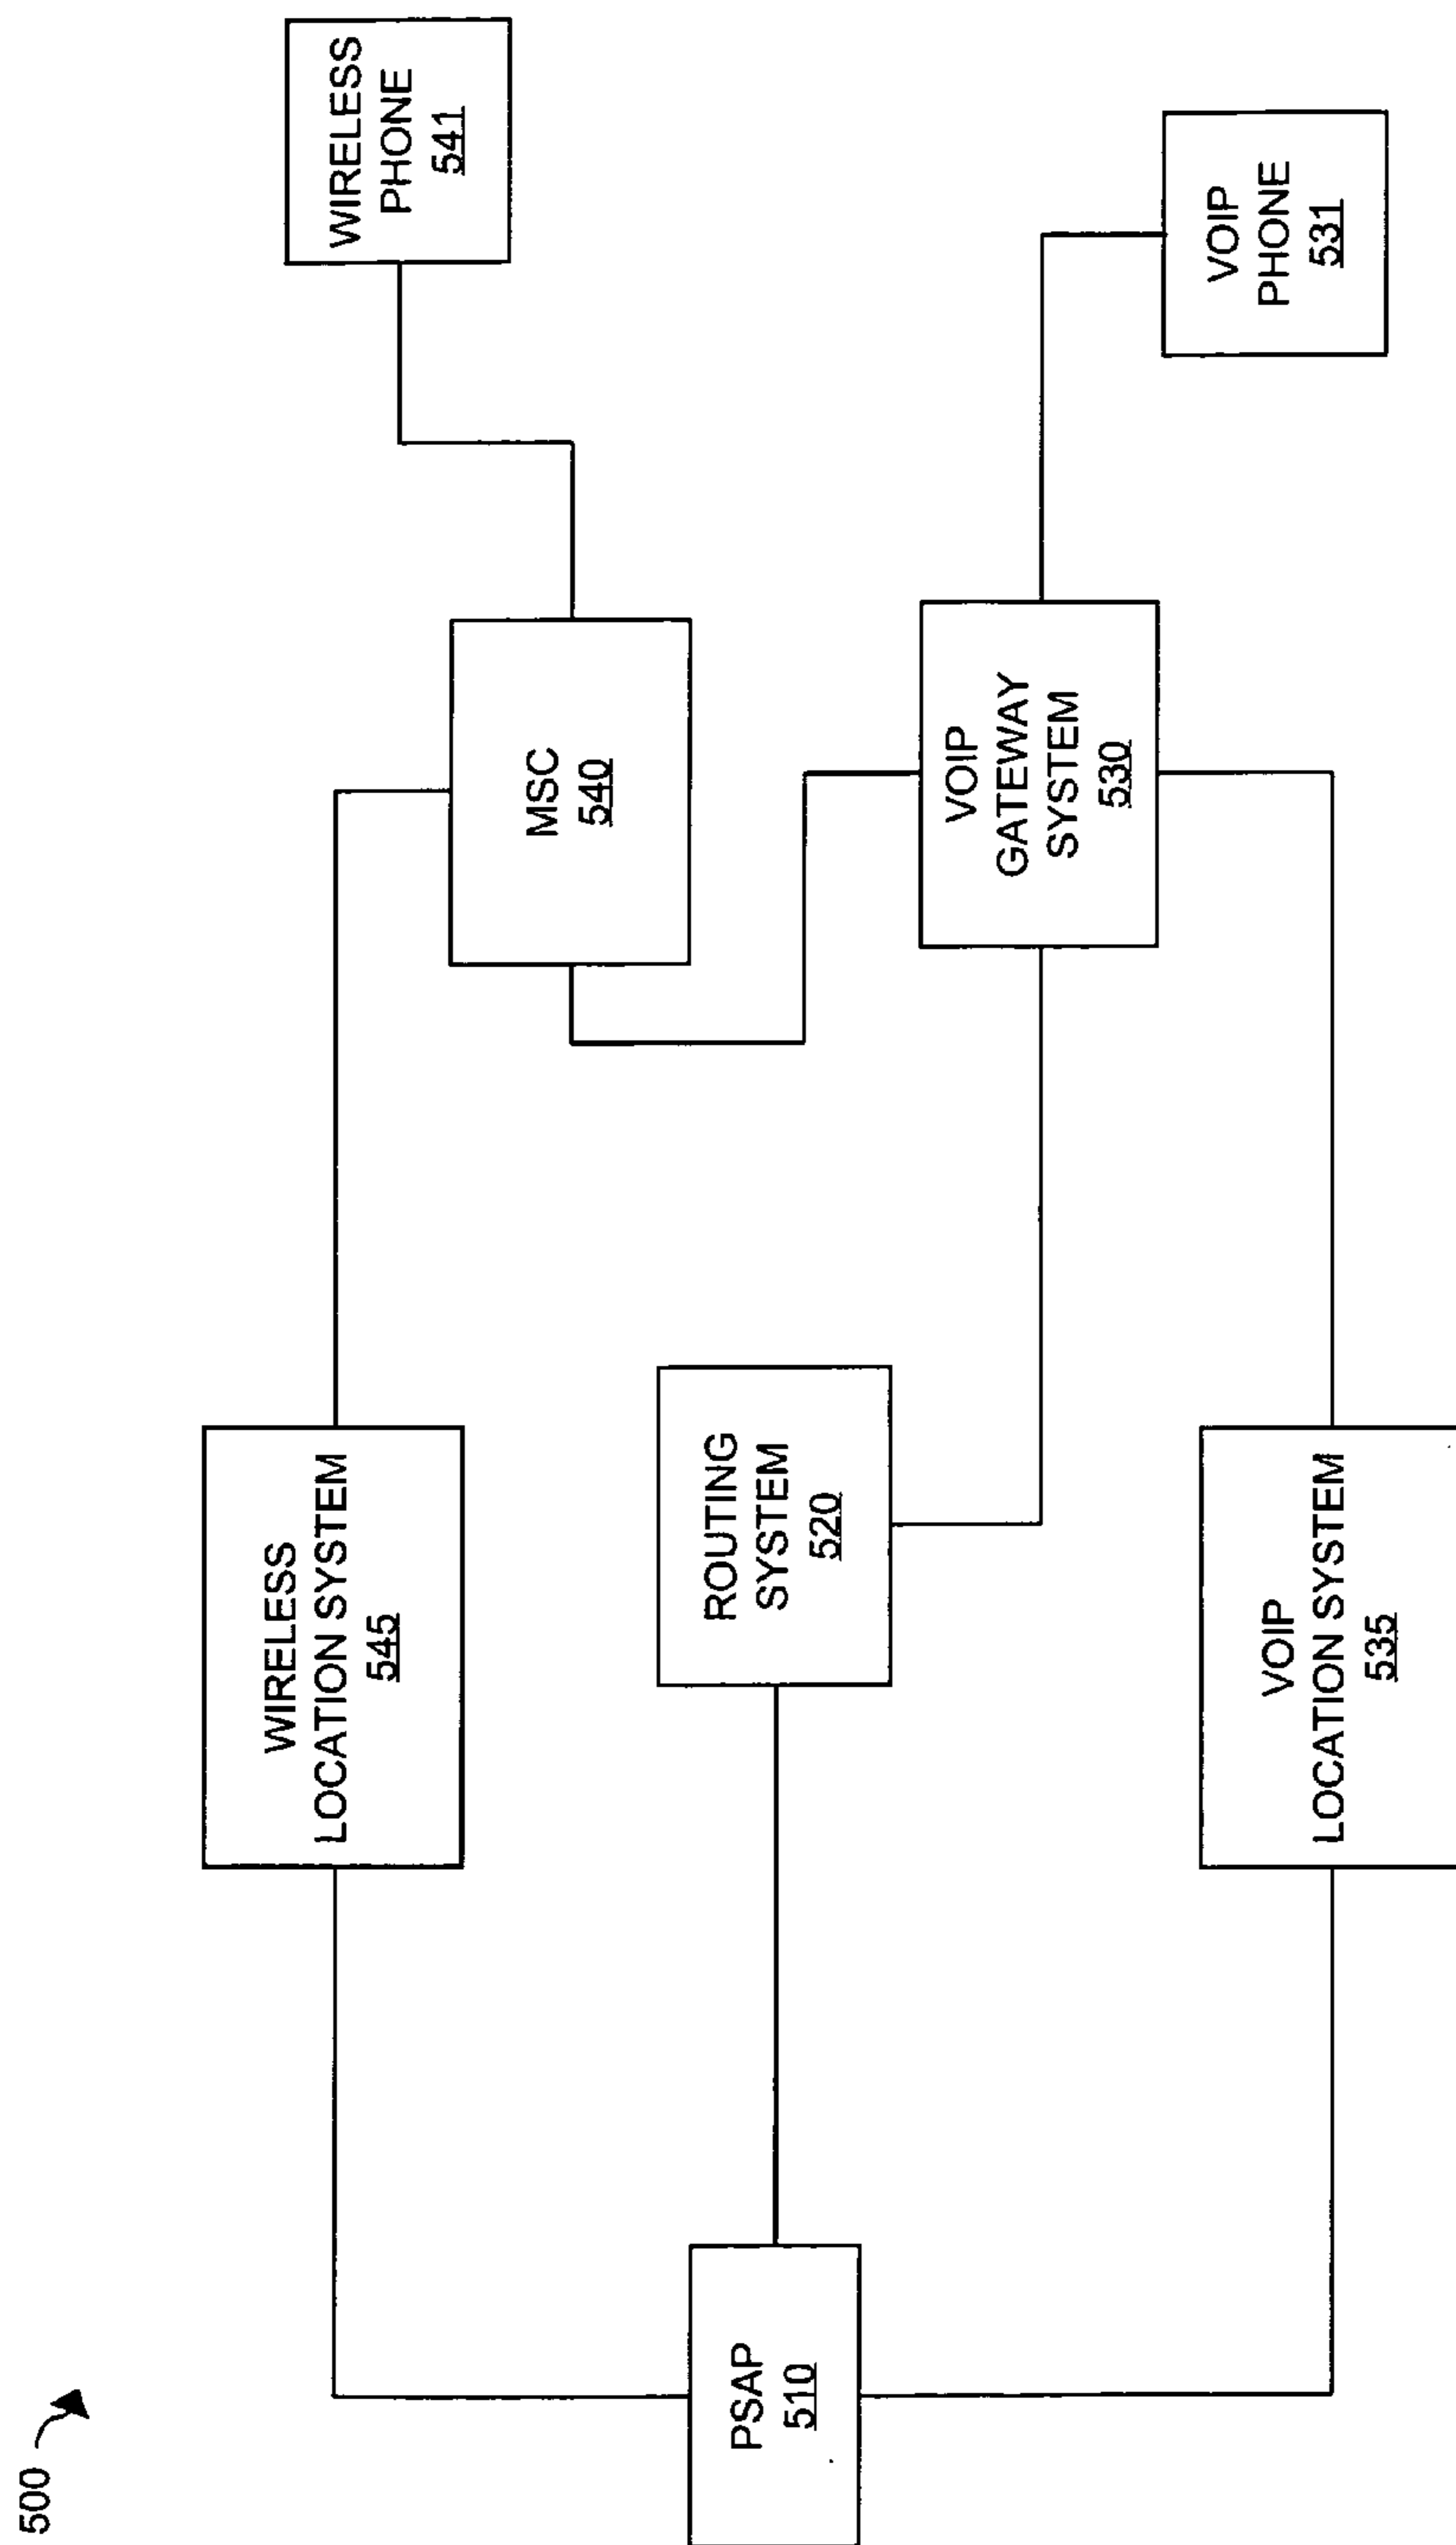 500
WIRELESS
LOCATION SYSTEM
545
WIRELESS
PHONE
541
MSC
540
PSAP
510
ROUTING
SYSTEM
520
VOIP
GATEWAY
SYSTEM
530
VOIP
LOCATION SYSTEM
535
VOIP
PHONE
531